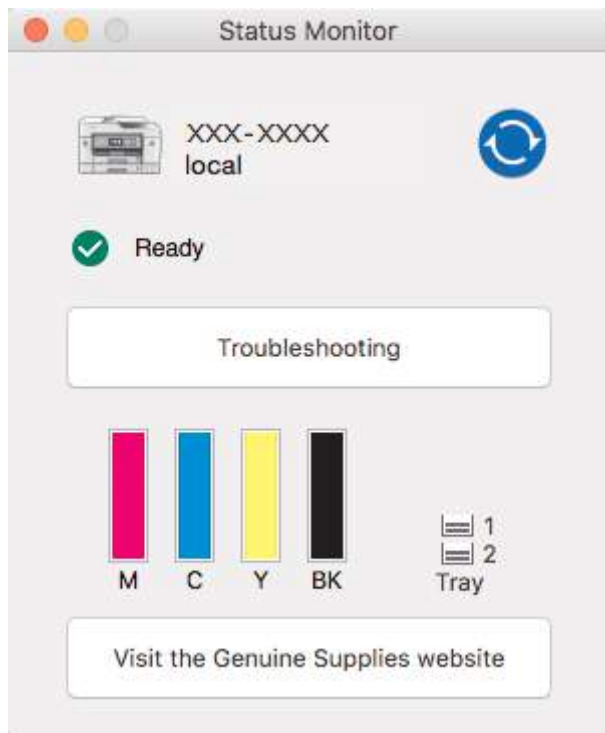 Status Monitor
XXX-XXXX
local
Ready
Troubleshooting
1
2
M C Y BK Tray
Visit the Genuine Supplies website